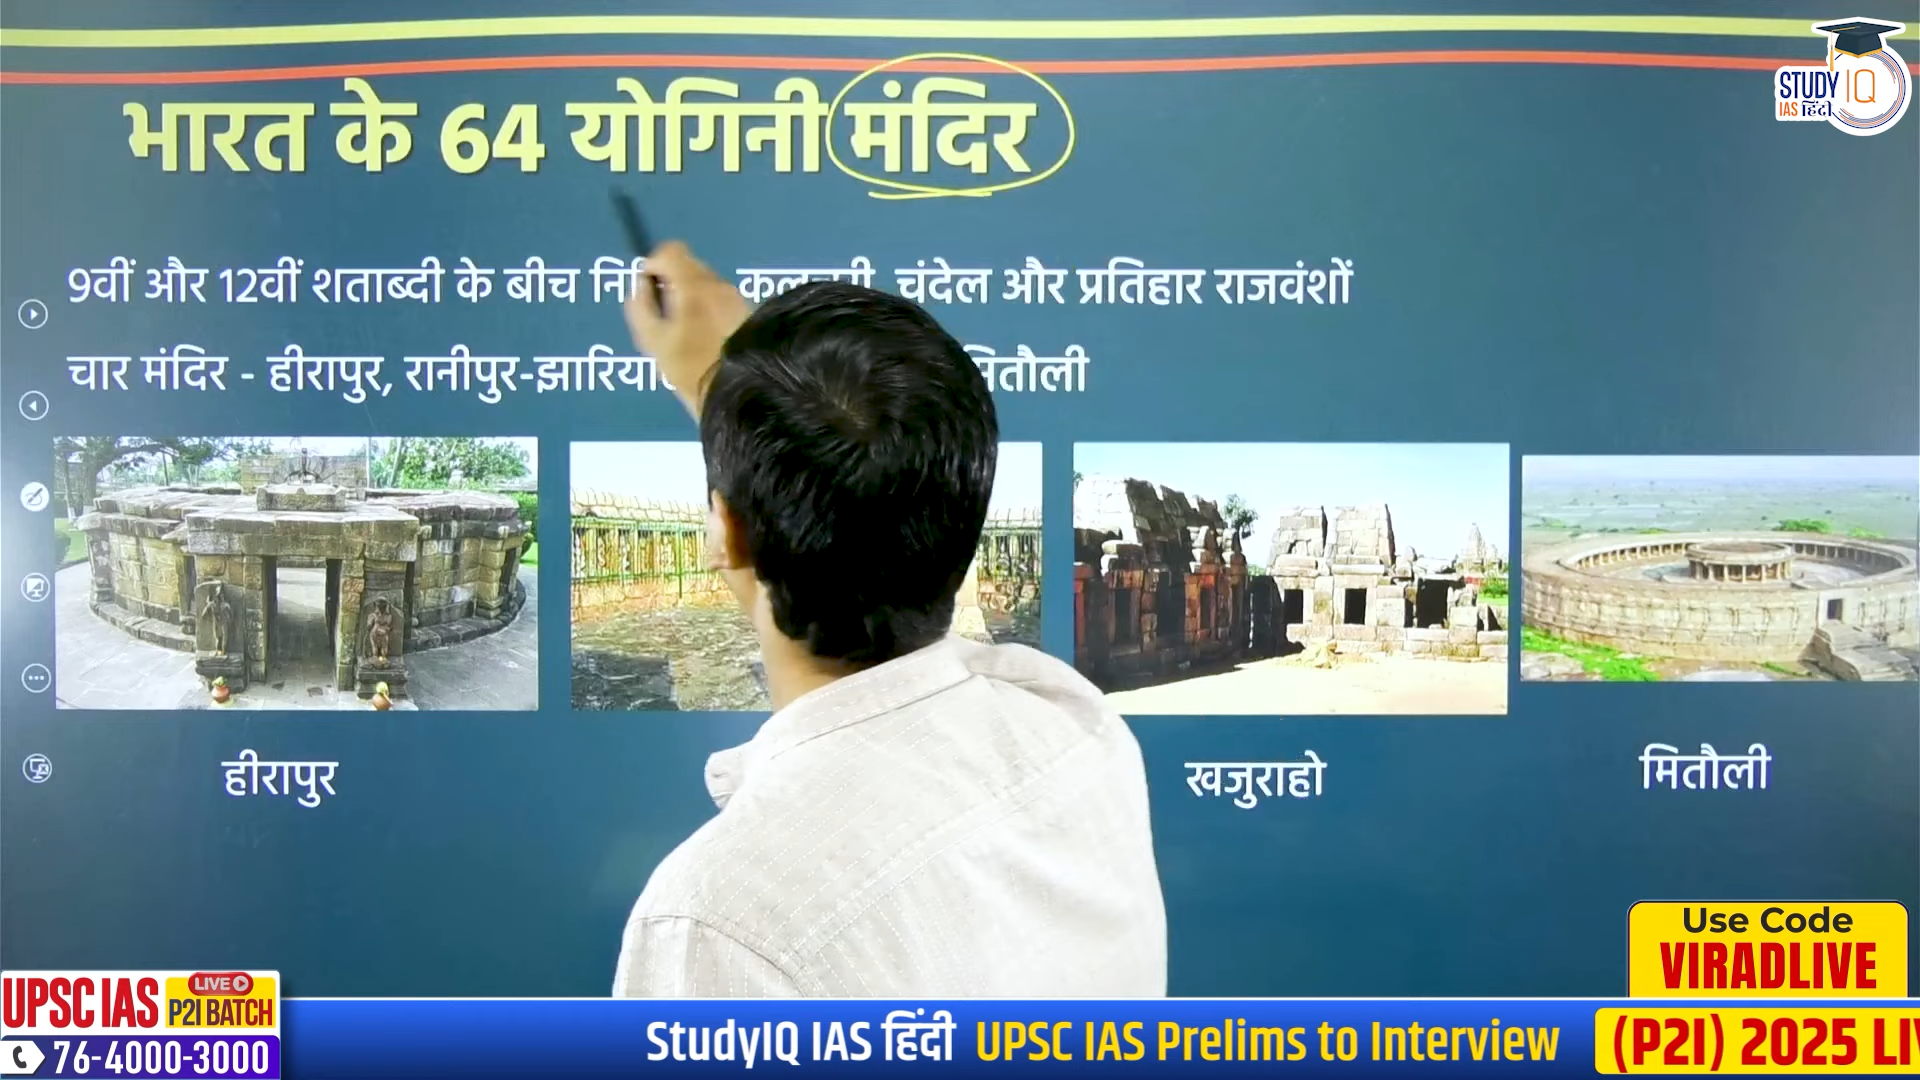 भारत के 64 योगिनी मंदिर
STUDY IQ
IAS हिंदी
9वीं और 12वीं शताब्दी के बीच चंदेल और प्रतिहार राजवंशों
चार मंदिर - हीरापुर,
हीरापुर
खजुराहो
मितौली
Use Code
VIRADLIVE
UPSC IAS LIVE P2I BATCH
76-4000-3000
StudyIQ IAS हिंदी UPSC IAS Prelims to Interview (P2I) 2025